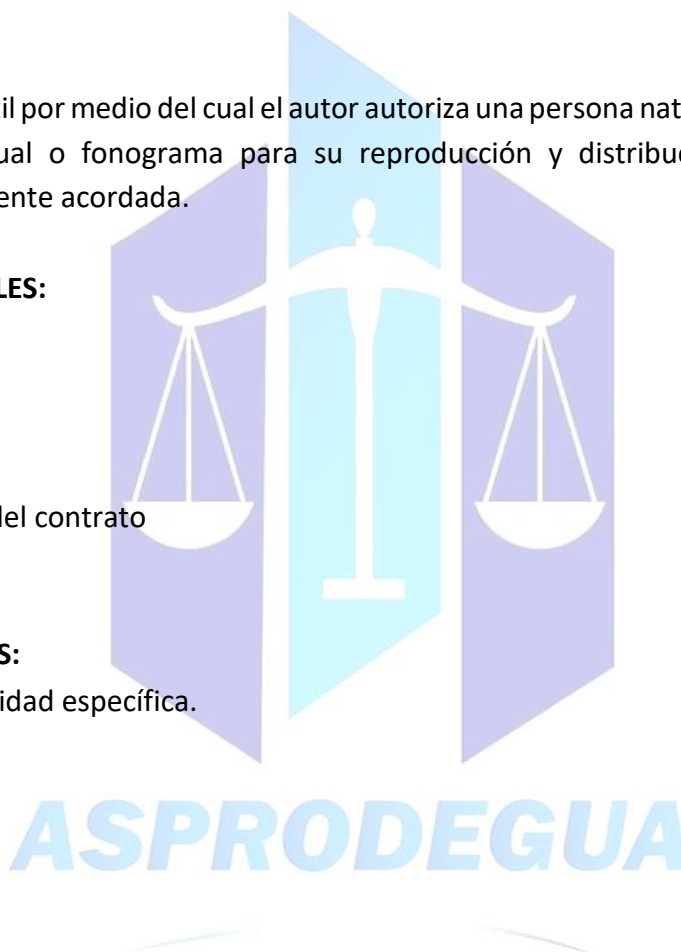 til por medio del cual el autor autoriza una persona nat
ual o fonograma para su reproducción y distribuc
ente acordada.
LES:
del contrato
S:
idad específica.
ASPRODEGUA